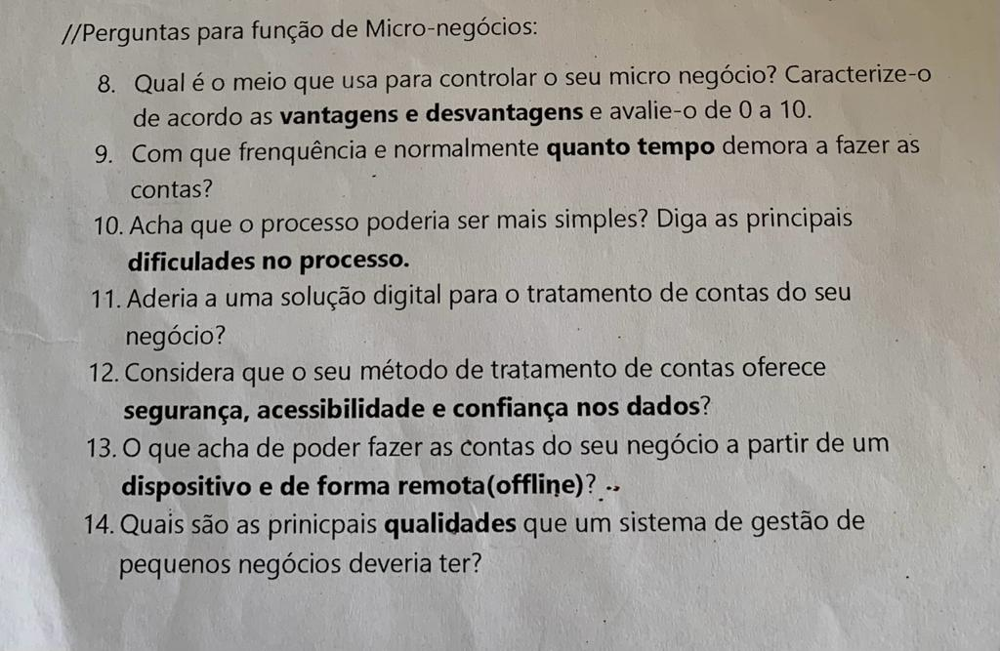 //Perguntas para função de Micro-negócios:
8. Qual é o meio que usa para controlar o seu micro negócio? Caracterize-o
de acordo as vantagens e desvantagens e avalie-o de 0 a 10.
9. Com que frenquência e normalmente quanto tempo demora a fazer as
contas?
10. Acha que o processo poderia ser mais simples? Diga as principais
dificulades no processo.
11. Aderia a uma solução digital para o tratamento de contas do seu
negócio?
12. Considera que o seu método de tratamento de contas oferece
segurança, acessibilidade e confiança nos dados?
13. O que acha de poder fazer as contas do seu negócio a partir de um
dispositivo e de forma remota(offline)?
14. Quais são as prinicpais qualidades que um sistema de gestão de
pequenos negócios deveria ter?